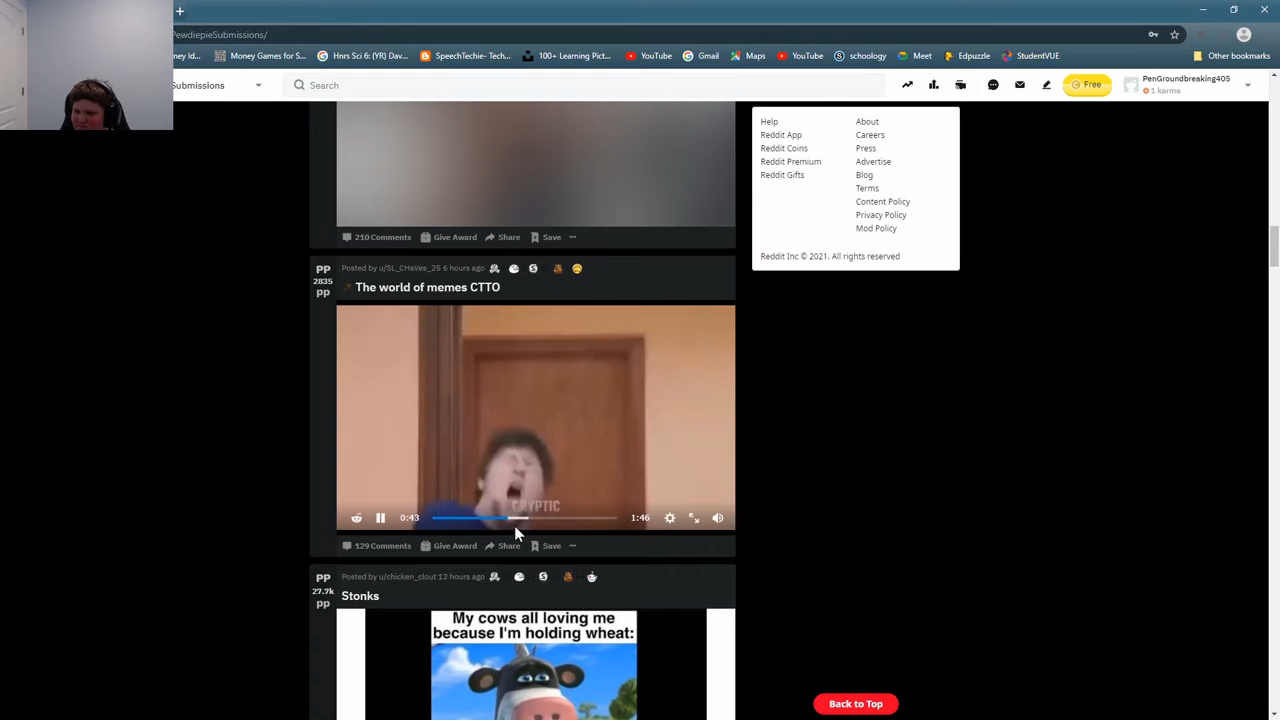 PewdiepieSubmissions/
ney Id...
Money Games for S...
Hnrs Sci 6: (YR) Dav...
SpeechTechie- Tech...
100+ Learning Pict...
YouTube
Gmail
Maps
YouTube
schoology
Meet
Edpuzzle
StudentVUE
Other bookmarks
Submissions
Search
Free
PenGroundbreaking405
1 karma
Help
About
Reddit App
Careers
Reddit Coins
Press
Reddit Premium
Advertise
Reddit Gifts
Blog
Terms
Content Policy
Privacy Policy
Mod Policy
Reddit Inc © 2021. All rights reserved
210 Comments
Give Award
Share
Save
PP
2835
PP
Posted by u/SL_CHaVes_25 6 hours ago
The world of memes CTTO
CRYPTIC
0:43
1:46
129 Comments
Give Award
Share
Save
PP
27.7k
PP
Posted by u/chicken_clout 12 hours ago
Stonks
My cows all loving me
because I'm holding wheat:
Back to Top